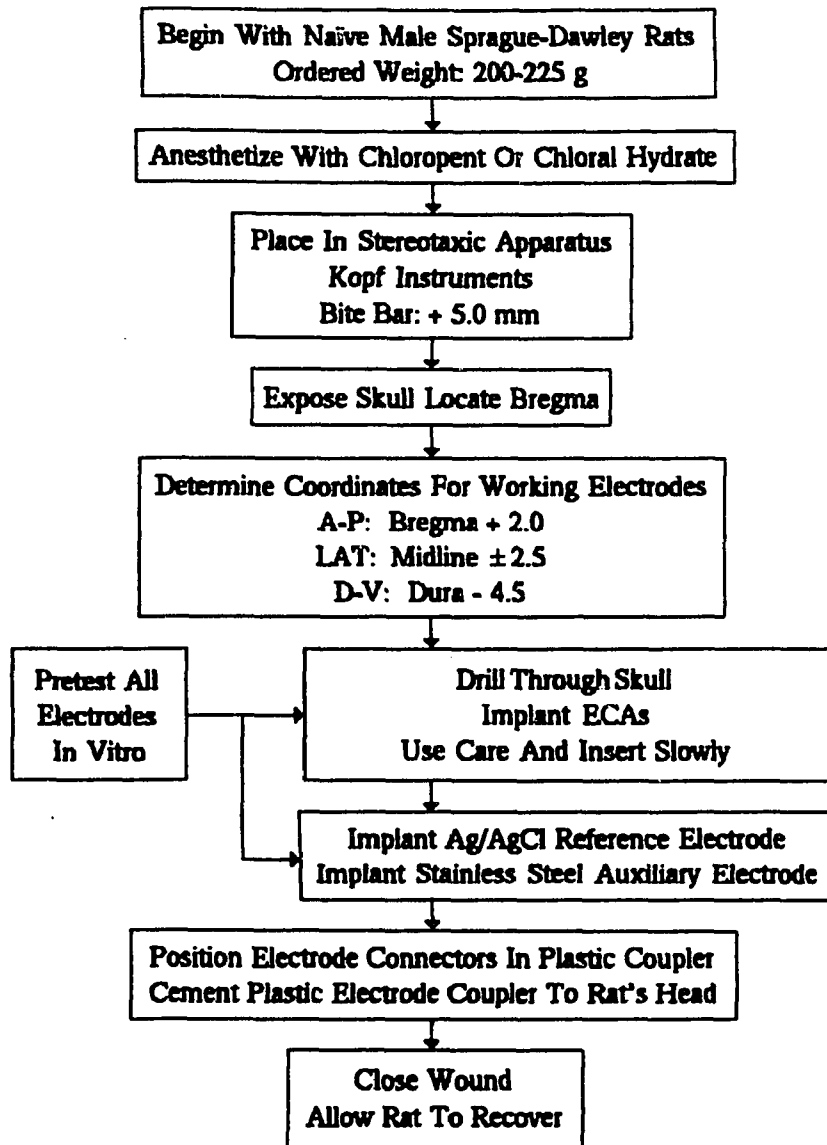 Begin With Naïve Male Sprague-Dawley Rats
Ordered Weight: 200-225 g
Anesthetize With Chloropent Or Chloral Hydrate
Place In Stereotaxic Apparatus
Kopf Instruments
Bite Bar: + 5.0 mm
Expose Skull Locate Bregma
Determine Coordinates For Working Electrodes
A-P: Bregma + 2.0
LAT: Midline ± 2.5
D-V: Dura - 4.5
Pretest All
Electrodes
In Vitro
Drill Through Skull
Implant ECAs
Use Care And Insert Slowly
Implant Ag/AgCl Reference Electrode
Implant Stainless Steel Auxiliary Electrode
Position Electrode Connectors In Plastic Coupler
Cement Plastic Electrode Coupler To Rat's Head
Close Wound
Allow Rat To Recover